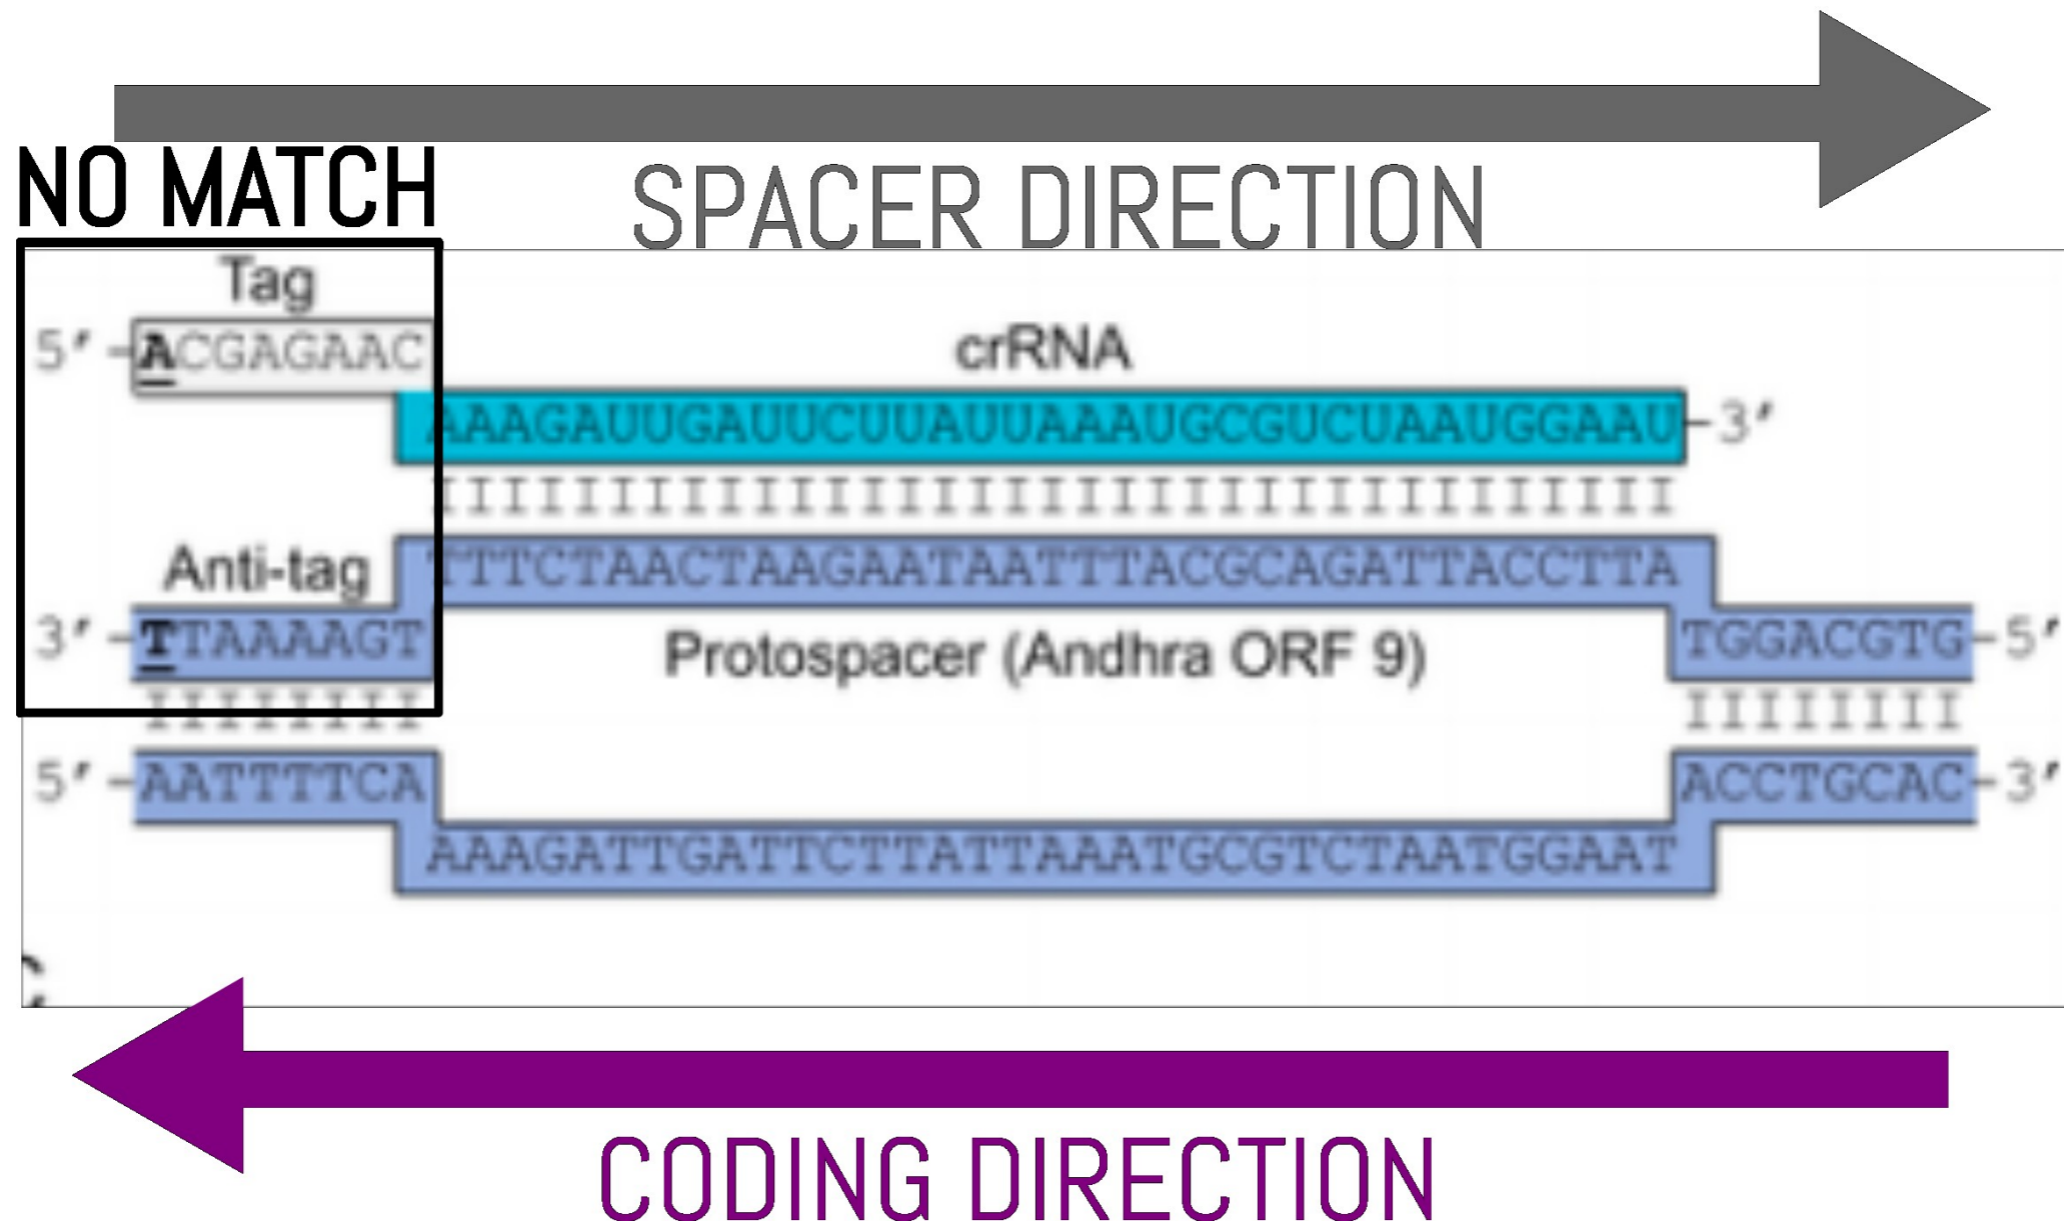 SPACER DIRECTION
NO MATCH
Tag
5′ ACGAGAAC
crRNA
AAAGAUUGAUUCUUAUUAAAUGCGUCUAAUGGAAU 3′
TTTCTAACTAAGAATAATTTACGCAGATTACCTTA
Anti-tag
3′ TTAAAAGT TGGACGTG 5′
Protospacer (Andhra ORF 9)
5′ AATTTTCA ACCTGCAC 3′
AAAGATTGATTCTTATTAAATGCGTCTAATGGAAT
CODING DIRECTION